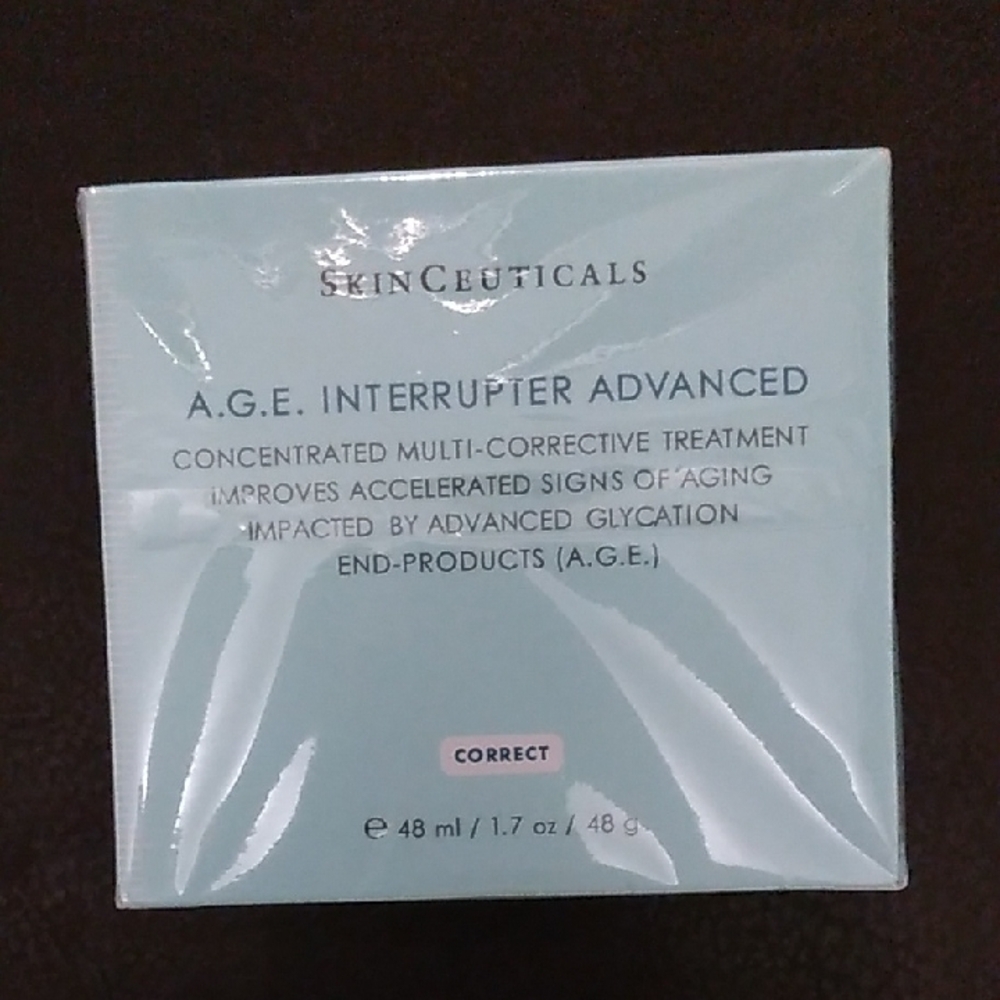 SKINCEUTICALS
A.G.E. INTERRUPTER ADVANCED
CONCENTRATED MULTI-CORRECTIVE TREATMENT
IMPROVES ACCELERATED SIGNS OF AGING
IMPACTED BY ADVANCED GLYCATION
END-PRODUCTS (A.G.E.)
CORRECT
℮ 48 ml / 1.7 oz / 48 g